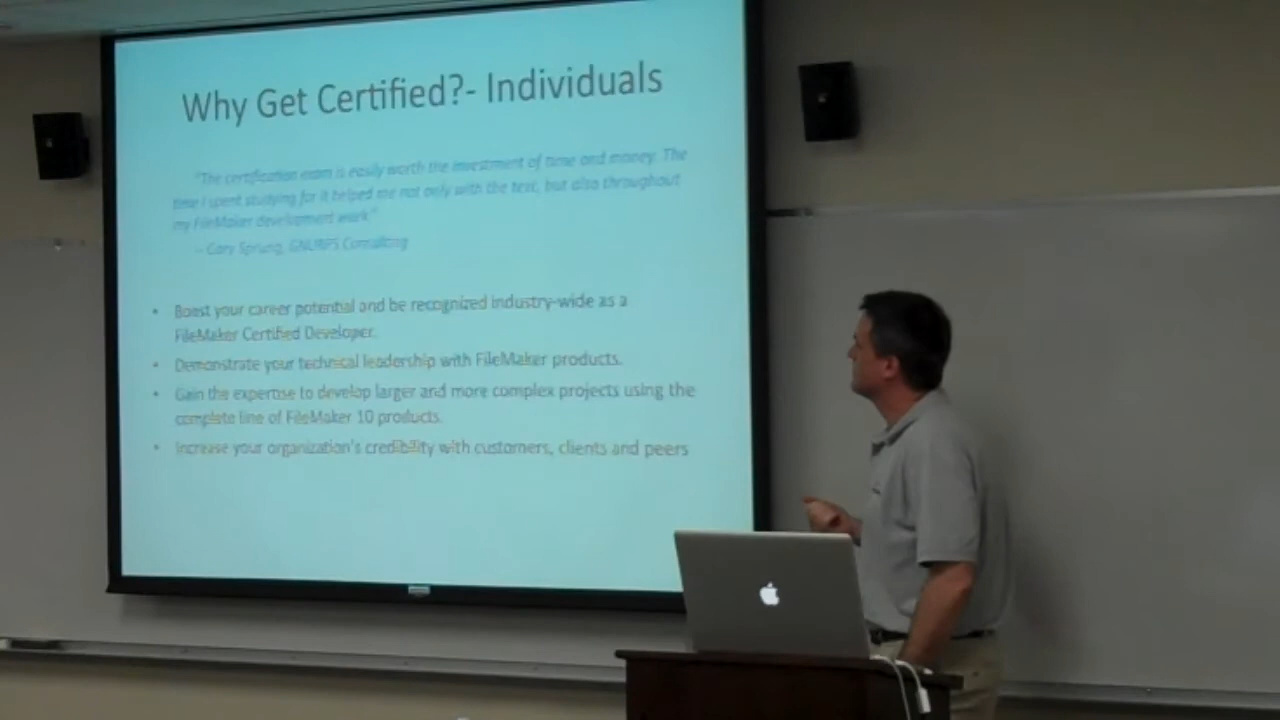 Why Get Certified?- Individuals
"The certification exam is easily worth the investment of time and money. The
time I spent studying for it helped me not only with the test, but also throughout
my FileMaker development work"
– Gary Sprung, Consulting
• Boost your career potential and be recognized industry-wide as a
FileMaker Certified Developer.
• Demonstrate your technical leadership with FileMaker products.
• Gain the expertise to develop larger and more complex projects using the
complete line of FileMaker 10 products.
• Increase your organization's credibility with customers, clients and peers